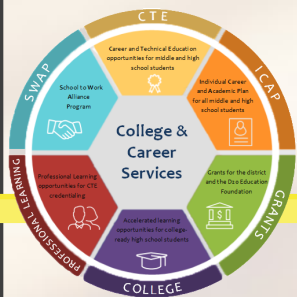 CTE
Career and Technical Education
opportunities for middle and high
school students
ICAP
Individual Career
and Academic Plan
for all middle and high
school students
GRANTS
Grants for the district
and the D20 Education
Foundation
COLLEGE
Accelerated learning
opportunities for college-
ready high school students
PROFESSIONAL LEARNING
Professional Learning
opportunities for CTE
credentialing
SWAP
School to Work
Alliance
Program
College &
Career
Services